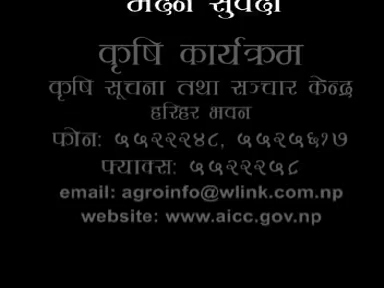 मदन सुवेदी
कृषि कार्यक्रम
कृषि सूचना तथा सञ्चार केन्द्र
हरिहर भवन
फोन: ५५२२२४८, ५५२५६१७
फ्याक्स: ५५२२२५८
email: agroinfo@wlink.com.np
website: www.aicc.gov.np